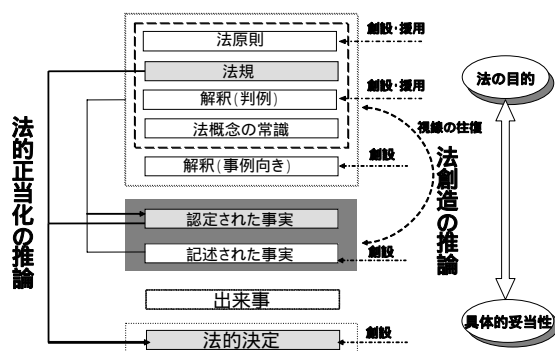 法原則
創設・援用
法規
法の目的
解釈(判例)
創設・援用
法概念の常識
視線の往復
解釈(事例向き)
創設
法的正当化の推論
法創造の推論
認定された事実
記述された事実
創設
出来事
具体的妥当性
法的決定
創設